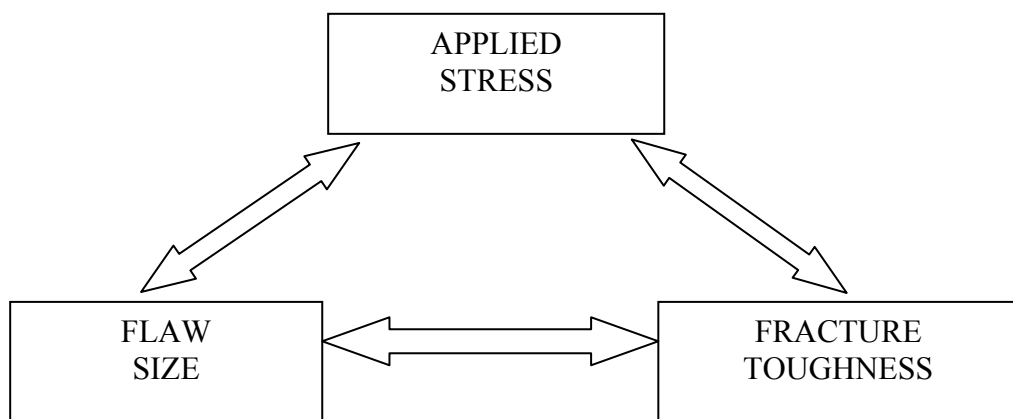 APPLIED
STRESS
FLAW
SIZE
FRACTURE
TOUGHNESS